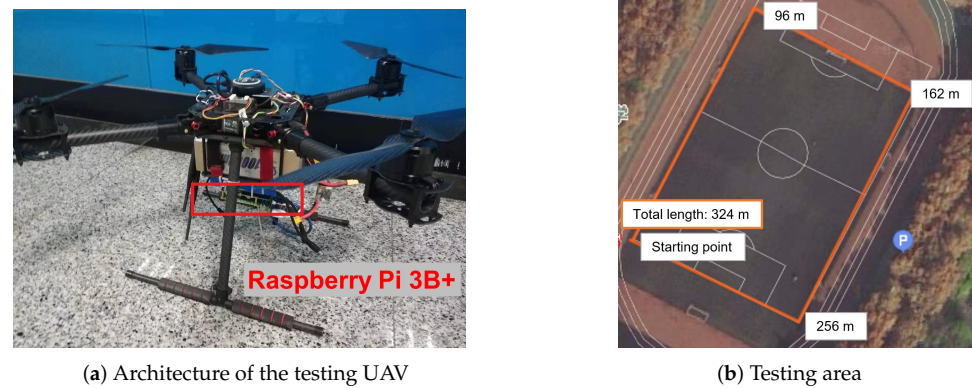 Raspberry Pi 3B+
96 m
162 m
Total length: 324 m
Starting point
P
256 m
(a) Architecture of the testing UAV
(b) Testing area